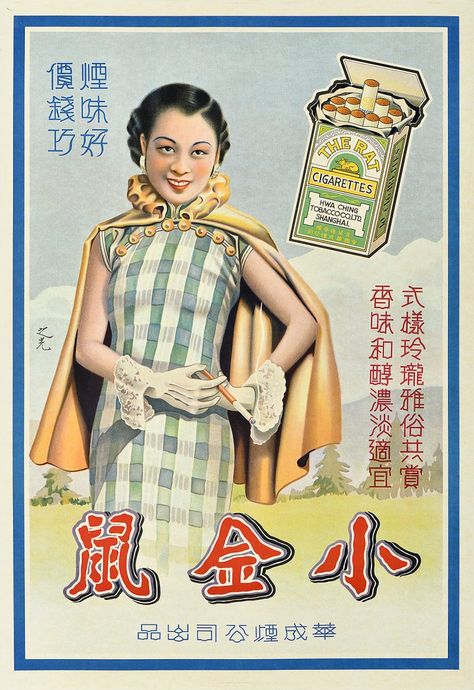 煙味好
價錢巧
THE RAT
CIGARETTES
HWA CHING
TOBACCO CO. LTD.
SHANGHAI.
式樣玲瓏雅俗共賞
香味和醇濃淡適宜
之光
小金鼠
華成煙公司出品